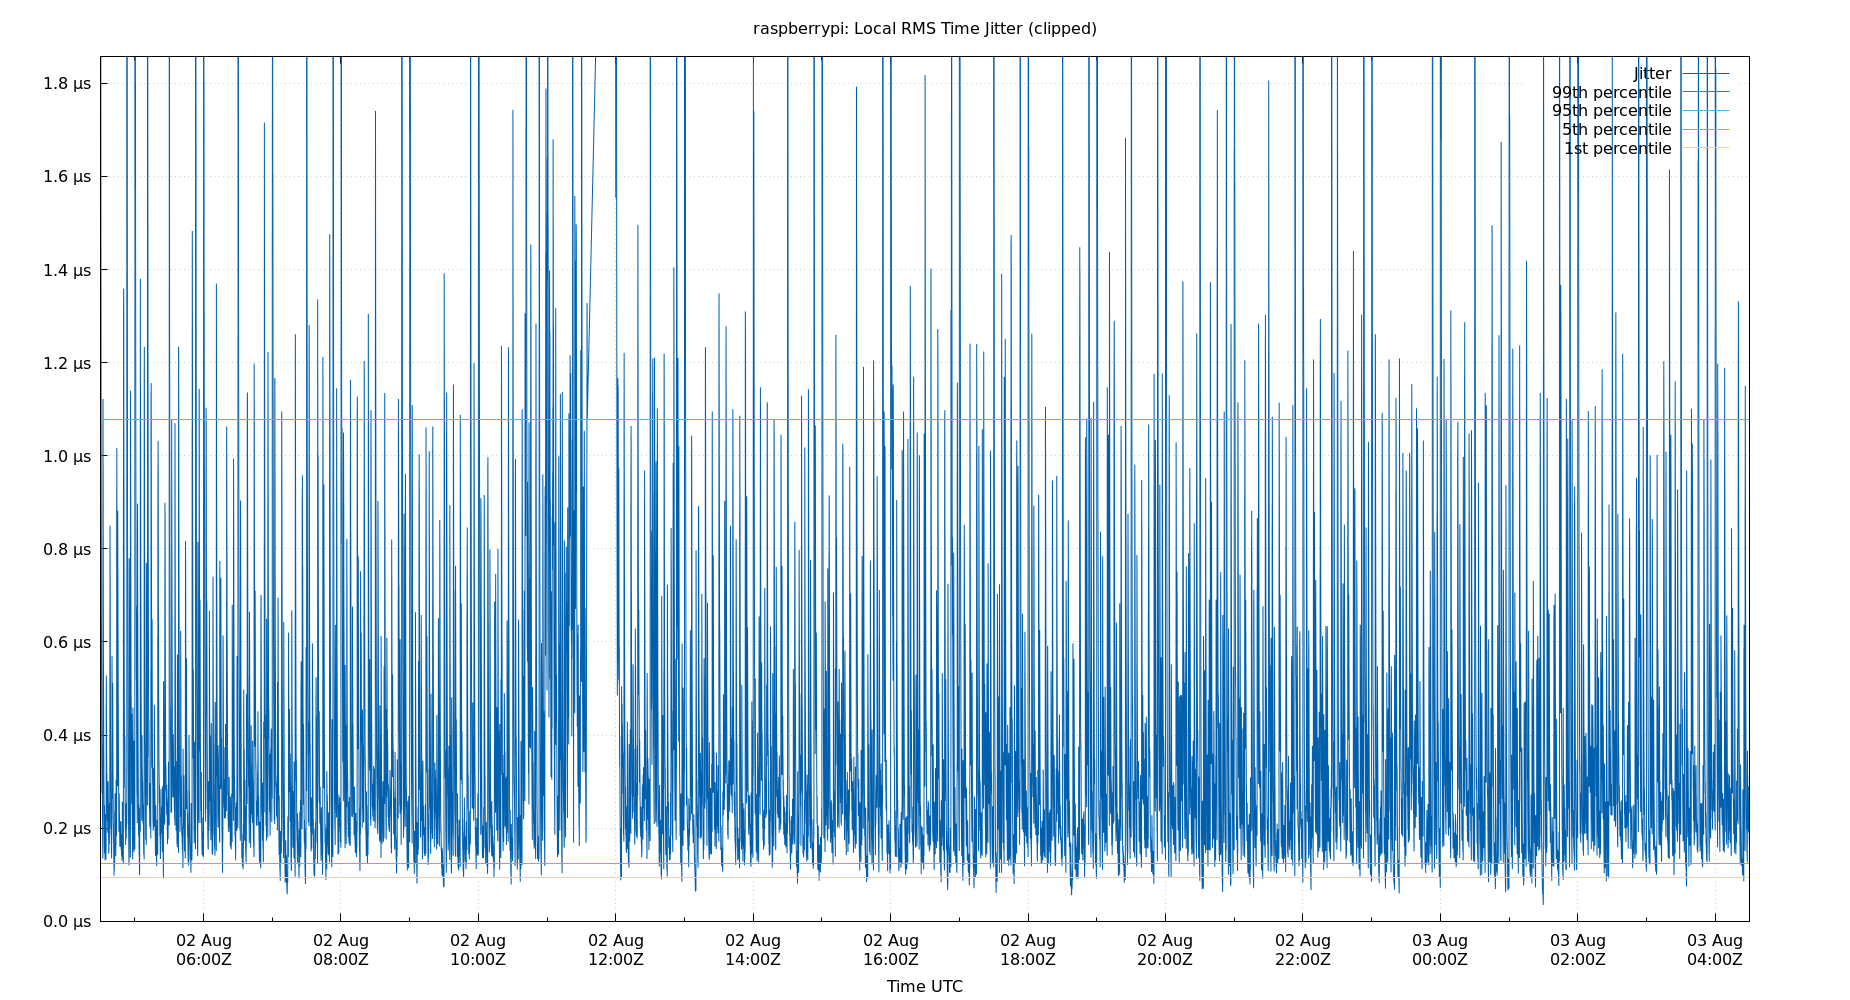 raspberrypi: Local RMS Time Jitter (clipped)
1.8 µs
1.6 µs
1.4 µs
1.2 µs
1.0 µs
0.8 µs
0.6 µs
0.4 µs
0.2 µs
0.0 µs
Jitter
99th percentile
95th percentile
5th percentile
1st percentile
02 Aug 02 Aug 02 Aug 02 Aug 02 Aug 02 Aug 02 Aug 02 Aug 02 Aug 03 Aug 03 Aug 03 Aug
06:00Z 08:00Z 10:00Z 12:00Z 14:00Z 16:00Z 18:00Z 20:00Z 22:00Z 00:00Z 02:00Z 04:00Z
Time UTC